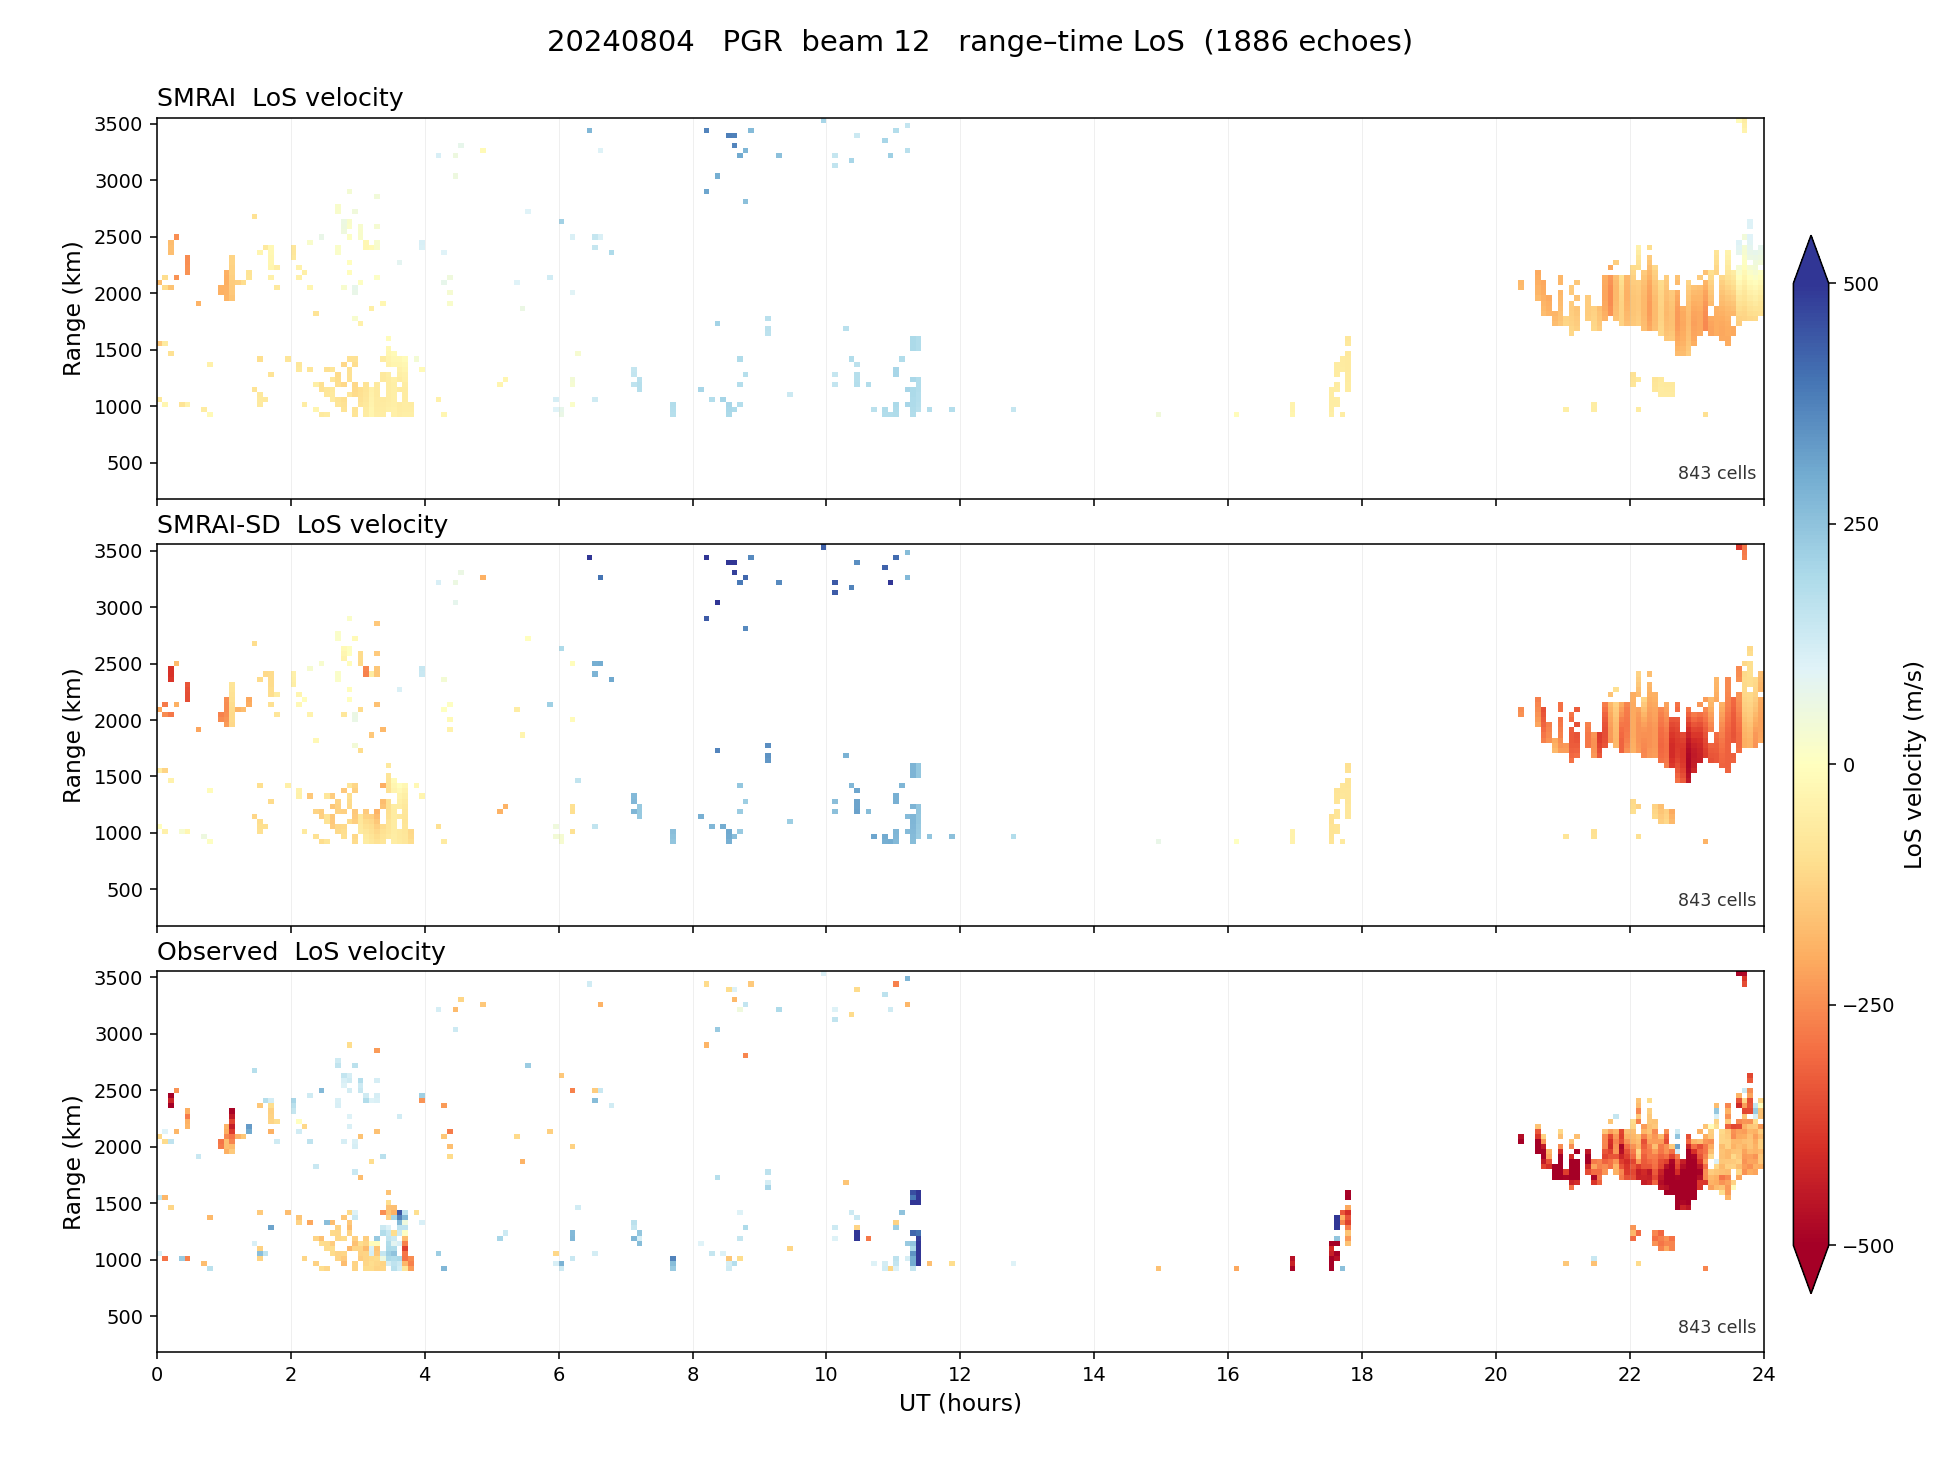 20240804   PGR  beam 12   range–time LoS  (1886 echoes)
SMRAI  LoS velocity
3500
3000
2500
2000
1500
1000
500
Range (km)
843 cells
SMRAI-SD  LoS velocity
3500
3000
2500
2000
1500
1000
500
Range (km)
843 cells
Observed  LoS velocity
3500
3000
2500
2000
1500
1000
500
Range (km)
843 cells
0 2 4 6 8 10 12 14 16 18 20 22 24
UT (hours)
500
250
0
−250
−500
LoS velocity (m/s)